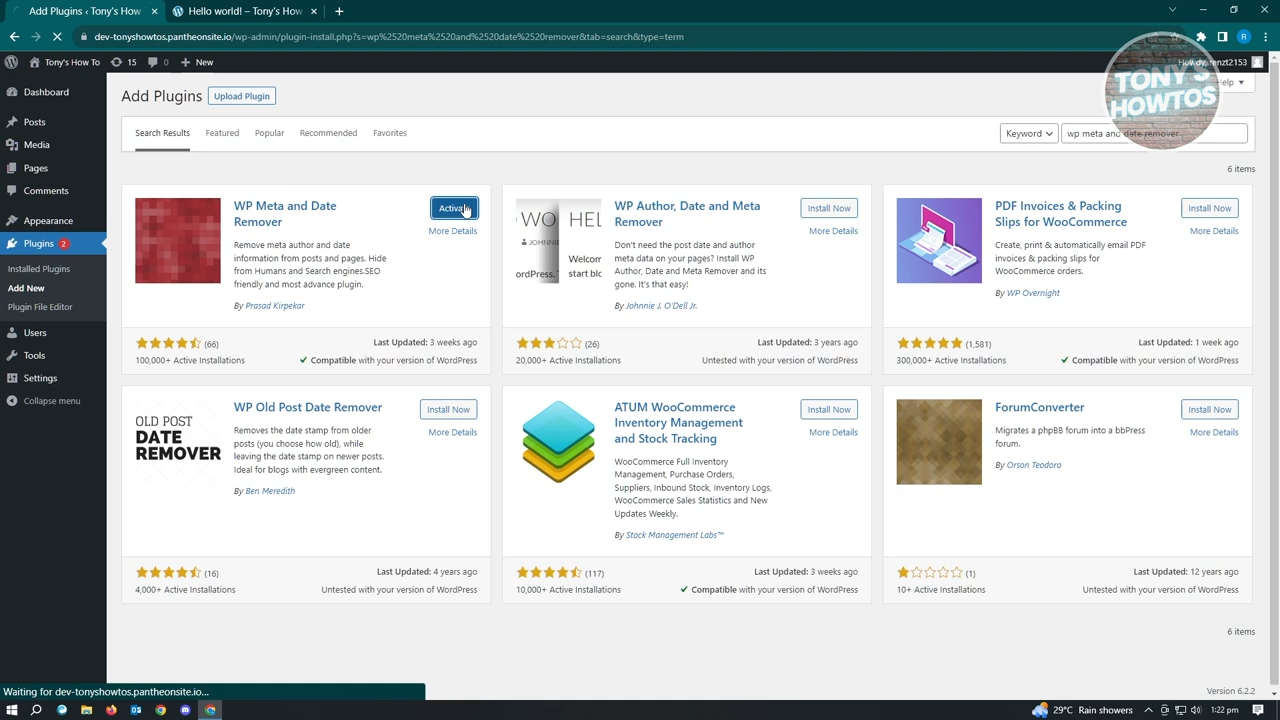 Add Plugins ‹ Tony's How To
Hello world! – Tony's How
dev-tonyshowtos.pantheonsite.io/wp-admin/plugin-install.php?s=wp%2520meta%2520and%2520date%2520remover&tab=search&type=term
Tony's How To
15
0
New
renzt2153
TONY'S
HOWTOS
Dashboard
Posts
Media
Pages
Comments
Appearance
Plugins 2
Installed Plugins
Add New
Plugin File Editor
Users
Tools
Settings
Collapse menu
Add Plugins
Upload Plugin
Help
Search Results
Featured
Popular
Recommended
Favorites
Keyword
wp meta and date remover
6 items
WP Meta and Date
Remover
Activate
More Details
Remove meta author and date
information from posts and pages. Hide
from Humans and Search engines.SEO
friendly and most advance plugin.
By Prasad Kirpekar
(66)
Last Updated: 3 weeks ago
100,000+ Active Installations
Compatible with your version of WordPress
WO
HEL
JOHNNIE
Welcom
ordPress. T
start blo
WP Author, Date and Meta
Remover
Install Now
More Details
Don't need the post date and author
meta data on your pages? Install WP
Author, Date and Meta Remover and its
gone. It's that easy!
By Johnnie J. O'Dell Jr.
(26)
Last Updated: 3 years ago
20,000+ Active Installations
Untested with your version of WordPress
PDF Invoices & Packing
Slips for WooCommerce
Install Now
More Details
Create, print & automatically email PDF
invoices & packing slips for
WooCommerce orders.
By WP Overnight
(1,581)
Last Updated: 1 week ago
300,000+ Active Installations
Compatible with your version of WordPress
OLD POST
DATE
REMOVER
WP Old Post Date Remover
Install Now
More Details
Removes the date stamp from older
posts (you choose how old), while
leaving the date stamp on newer posts.
Ideal for blogs with evergreen content.
By Ben Meredith
(16)
Last Updated: 4 years ago
4,000+ Active Installations
Untested with your version of WordPress
ATUM WooCommerce
Inventory Management
and Stock Tracking
Install Now
More Details
WooCommerce Full Inventory
Management, Purchase Orders,
Suppliers, Inbound Stock, Inventory Logs,
WooCommerce Sales Statistics and New
Updates Weekly.
By Stock Management Labs™
(117)
Last Updated: 3 weeks ago
10,000+ Active Installations
Compatible with your version of WordPress
ForumConverter
Install Now
More Details
Migrates a phpBB forum into a bbPress
forum.
By Orson Teodoro
(1)
Last Updated: 12 years ago
10+ Active Installations
Untested with your version of WordPress
6 items
Version 6.2.2
Waiting for dev-tonyshowtos.pantheonsite.io...
29°C Rain showers
1:22 pm